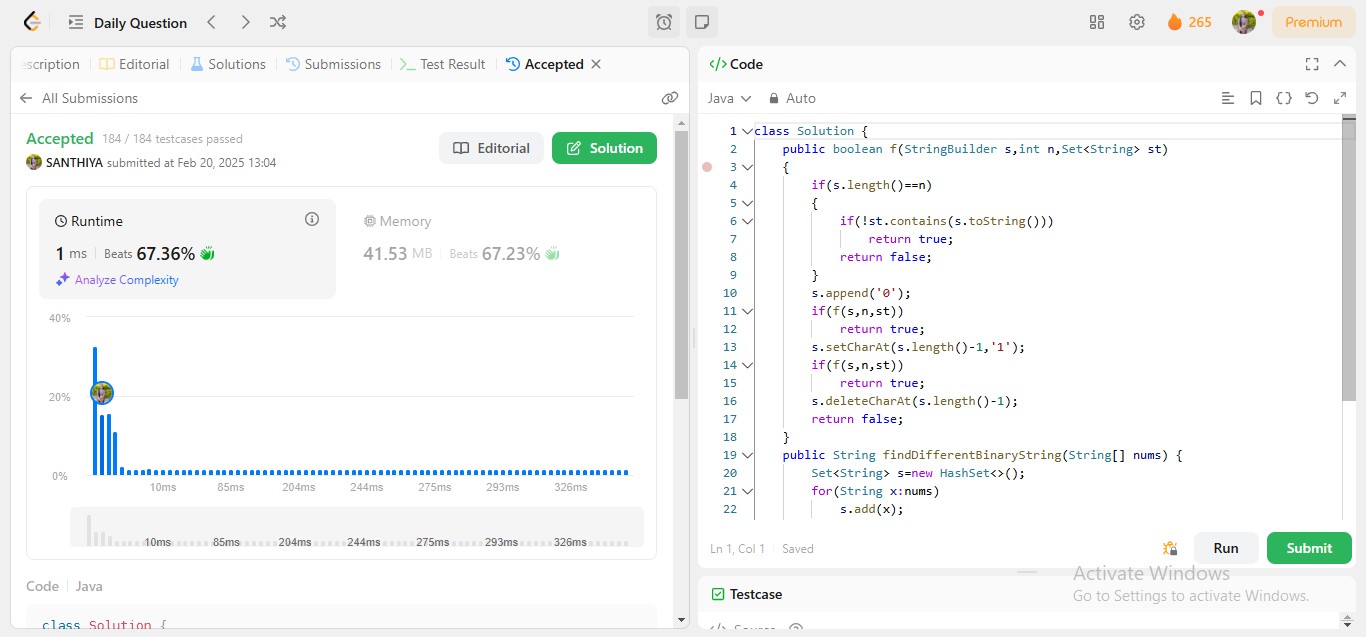 Daily Question
265
Premium
scription
Editorial
Solutions
Submissions
Test Result
Accepted
All Submissions
Accepted 184 / 184 testcases passed
SANTHIYA submitted at Feb 20, 2025 13:04
Editorial
Solution
Runtime
1 ms Beats 67.36%
Analyze Complexity
Memory
41.53 MB Beats 67.23%
40%
20%
0%
10ms 85ms 204ms 244ms 275ms 293ms 326ms
10ms 85ms 204ms 244ms 275ms 293ms 326ms
Code Java
class Solution {
</> Code
Java Auto
1 class Solution {
2 public boolean f(StringBuilder s,int n,Set<String> st)
3 {
4 if(s.length()==n)
5 {
6 if(!st.contains(s.toString()))
7 return true;
8 return false;
9 }
10 s.append('0');
11 if(f(s,n,st))
12 return true;
13 s.setCharAt(s.length()-1,'1');
14 if(f(s,n,st))
15 return true;
16 s.deleteCharAt(s.length()-1);
17 return false;
18 }
19 public String findDifferentBinaryString(String[] nums) {
20 Set<String> s=new HashSet<>();
21 for(String x:nums)
22 s.add(x);
Ln 1, Col 1 Saved
Run
Submit
Activate Windows
Go to Settings to activate Windows.
Testcase
</> Source